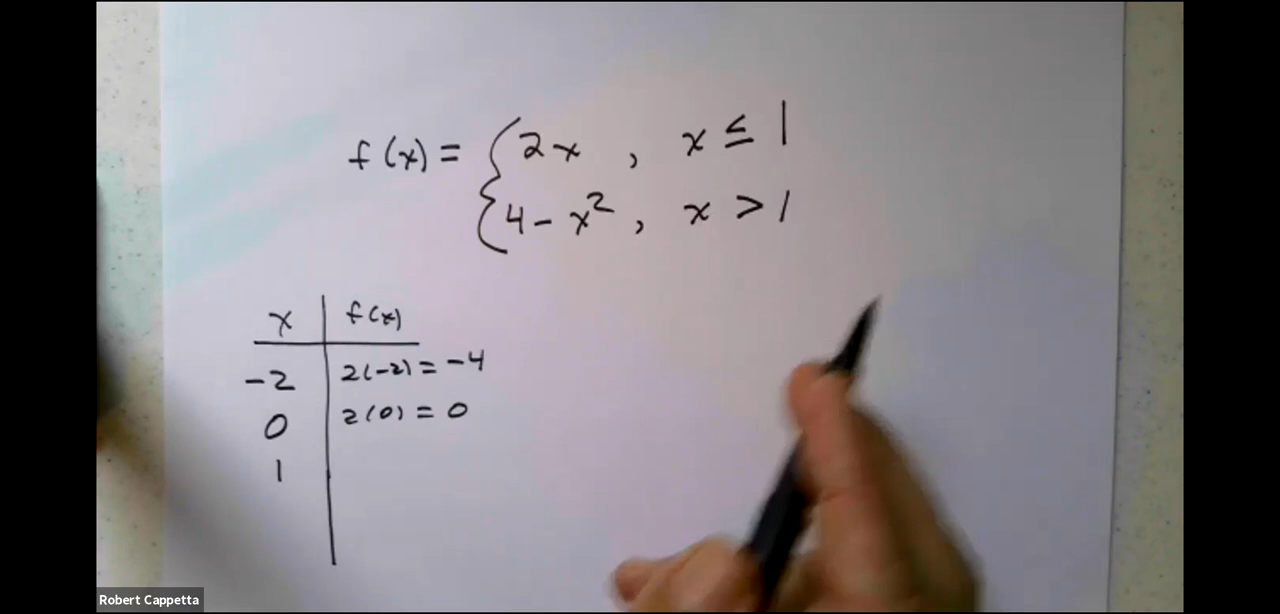 f(x) = { 2x , x ≤ 1
4 - x² , x > 1
x | f(x)
-2 | 2(-2) = -4
0 | 2(0) = 0
1
Robert Cappetta